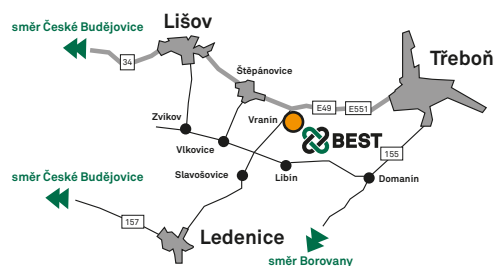 Lišov
směr České Budějovice
Třeboň
34
Štěpánovice
E49
E551
Zvíkov
Vranín
BEST
Vlkovice
155
Slavošovice
Libín
Domanín
směr České Budějovice
157
Ledenice
směr Borovany